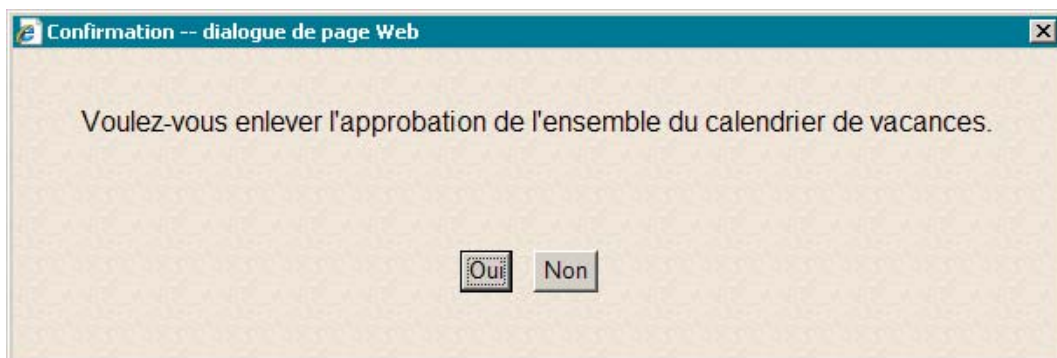 Confirmation -- dialogue de page Web
Voulez-vous enlever l'approbation de l'ensemble du calendrier de vacances.
Oui Non